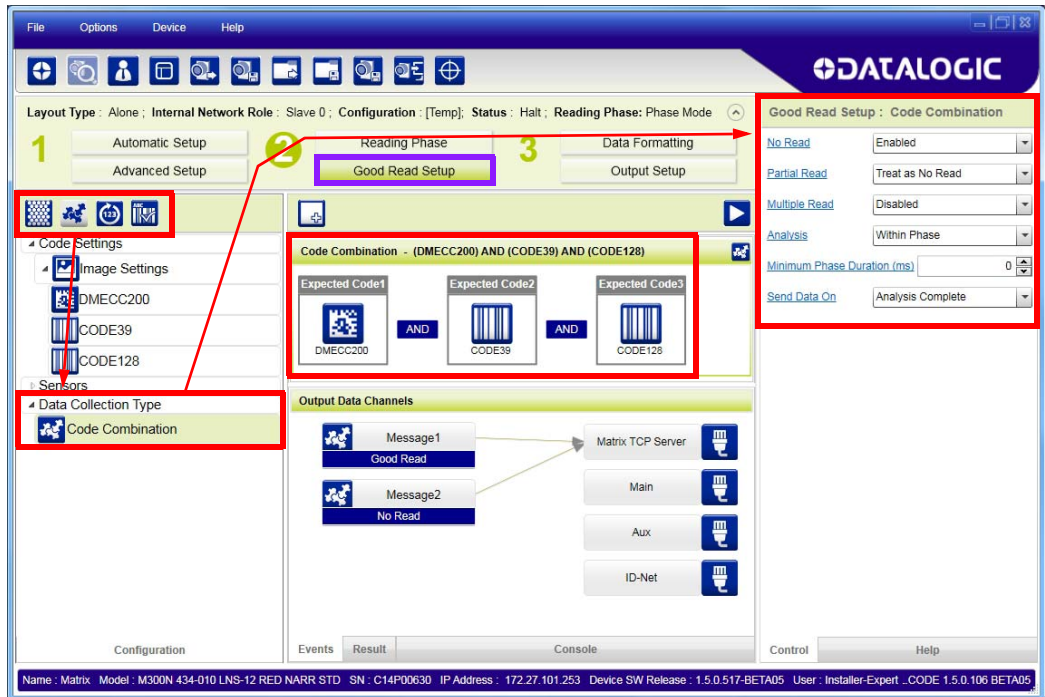 File Options Device Help
DATALOGIC
Layout Type : Alone ; Internal Network Role : Slave 0 ; Configuration : [Temp]; Status : Halt ; Reading Phase: Phase Mode
1 Automatic Setup 2 Reading Phase 3 Data Formatting
Advanced Setup Good Read Setup Output Setup
123 ABC
Code Settings
Image Settings
DMECC200
CODE39
CODE128
Sensors
Data Collection Type
Code Combination
Configuration
Code Combination - (DMECC200) AND (CODE39) AND (CODE128)
Expected Code1 Expected Code2 Expected Code3
AND AND
DMECC200 CODE39 CODE128
Output Data Channels
Message1 Matrix TCP Server
Good Read
Message2 Main
No Read
Aux
ID-Net
Events Result Console
Good Read Setup : Code Combination
No Read Enabled
Partial Read Treat as No Read
Multiple Read Disabled
Analysis Within Phase
Minimum Phase Duration (ms) 0
Send Data On Analysis Complete
Control Help
Name : Matrix Model : M300N 434-010 LNS-12 RED NARR STD SN : C14P00630 IP Address : 172.27.101.253 Device SW Release : 1.5.0.517-BETA05 User : Installer-Expert ..CODE 1.5.0.106 BETA05